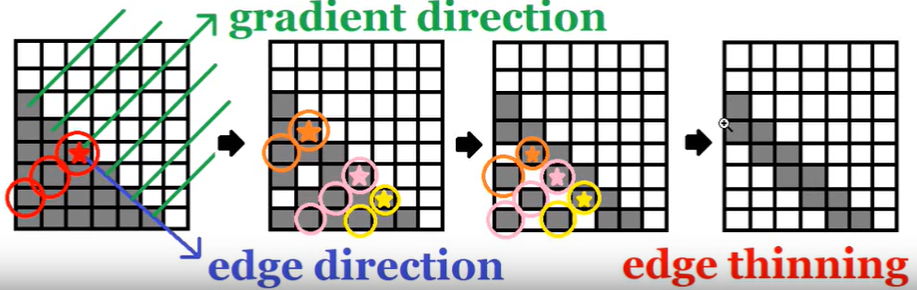 gradient direction
edge direction
edge thinning